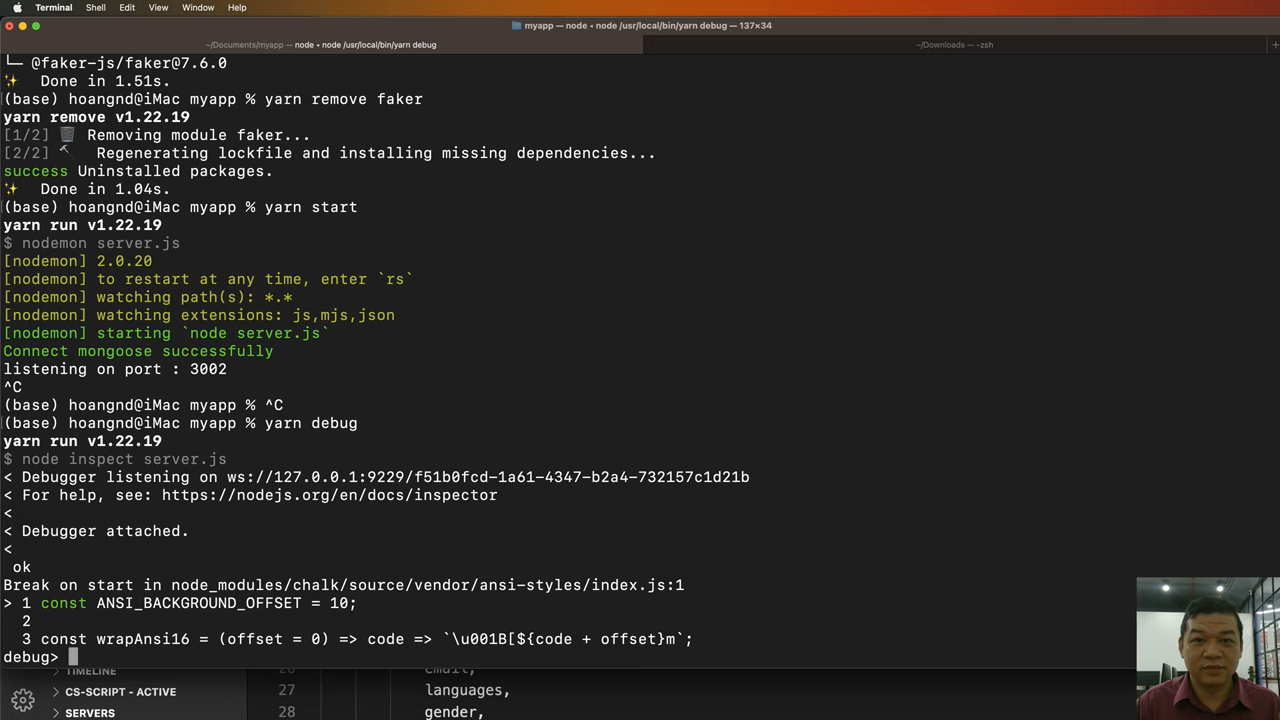 Terminal Shell Edit View Window Help
myapp — node • node /usr/local/bin/yarn debug — 137×34
~/Documents/myapp — node • node /usr/local/bin/yarn debug
~/Downloads — -zsh
└─ @faker-js/faker@7.6.0
✨ Done in 1.51s.
(base) hoangnd@iMac myapp % yarn remove faker
yarn remove v1.22.19
[1/2] 🗑 Removing module faker...
[2/2] 🔨 Regenerating lockfile and installing missing dependencies...
success Uninstalled packages.
✨ Done in 1.04s.
(base) hoangnd@iMac myapp % yarn start
yarn run v1.22.19
$ nodemon server.js
[nodemon] 2.0.20
[nodemon] to restart at any time, enter `rs`
[nodemon] watching path(s): *.*
[nodemon] watching extensions: js,mjs,json
[nodemon] starting `node server.js`
Connect mongoose successfully
listening on port : 3002
^C
(base) hoangnd@iMac myapp % ^C
(base) hoangnd@iMac myapp % yarn debug
yarn run v1.22.19
$ node inspect server.js
< Debugger listening on ws://127.0.0.1:9229/f51b0fcd-1a61-4347-b2a4-732157c1d21b
< For help, see: https://nodejs.org/en/docs/inspector
<
< Debugger attached.
<
ok
Break on start in node_modules/chalk/source/vendor/ansi-styles/index.js:1
> 1 const ANSI_BACKGROUND_OFFSET = 10;
2
3 const wrapAnsi16 = (offset = 0) => code => `\u001B[${code + offset}m`;
debug>
> TIMELINE
26 email,
> CS-SCRIPT - ACTIVE
27 languages,
> SERVERS
28 gender,